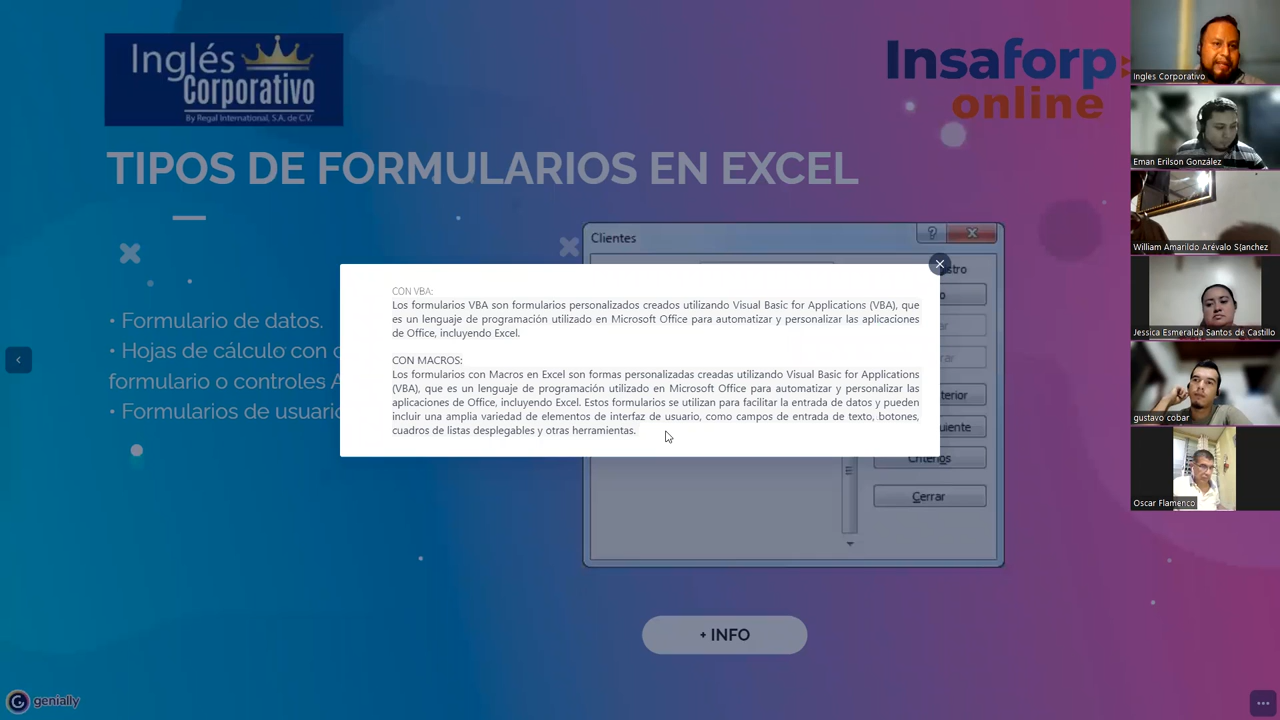 Inglés
Corporativo
By Regal International, S.A. de C.V.
Insaforp
online
TIPOS DE FORMULARIOS EN EXCEL
• Formulario de datos.
• Hojas de cálculo con
formulario o controles
• Formularios de usuario
Clientes
?
CON VBA:
Los formularios VBA son formularios personalizados creados utilizando Visual Basic for Applications (VBA), que
es un lenguaje de programación utilizado en Microsoft Office para automatizar y personalizar las aplicaciones
de Office, incluyendo Excel.
CON MACROS:
Los formularios con Macros en Excel son formas personalizadas creadas utilizando Visual Basic for Applications
(VBA), que es un lenguaje de programación utilizado en Microsoft Office para automatizar y personalizar las
aplicaciones de Office, incluyendo Excel. Estos formularios se utilizan para facilitar la entrada de datos y pueden
incluir una amplia variedad de elementos de interfaz de usuario, como campos de entrada de texto, botones,
cuadros de listas desplegables y otras herramientas.
Criterios
Cerrar
+ INFO
genially
Ingles Corporativo
Eman Erilson González
William Amarildo Arévalo S{anchez
Jessica Esmeralda Santos de Castillo
gustavo cobar
Oscar Flamenco